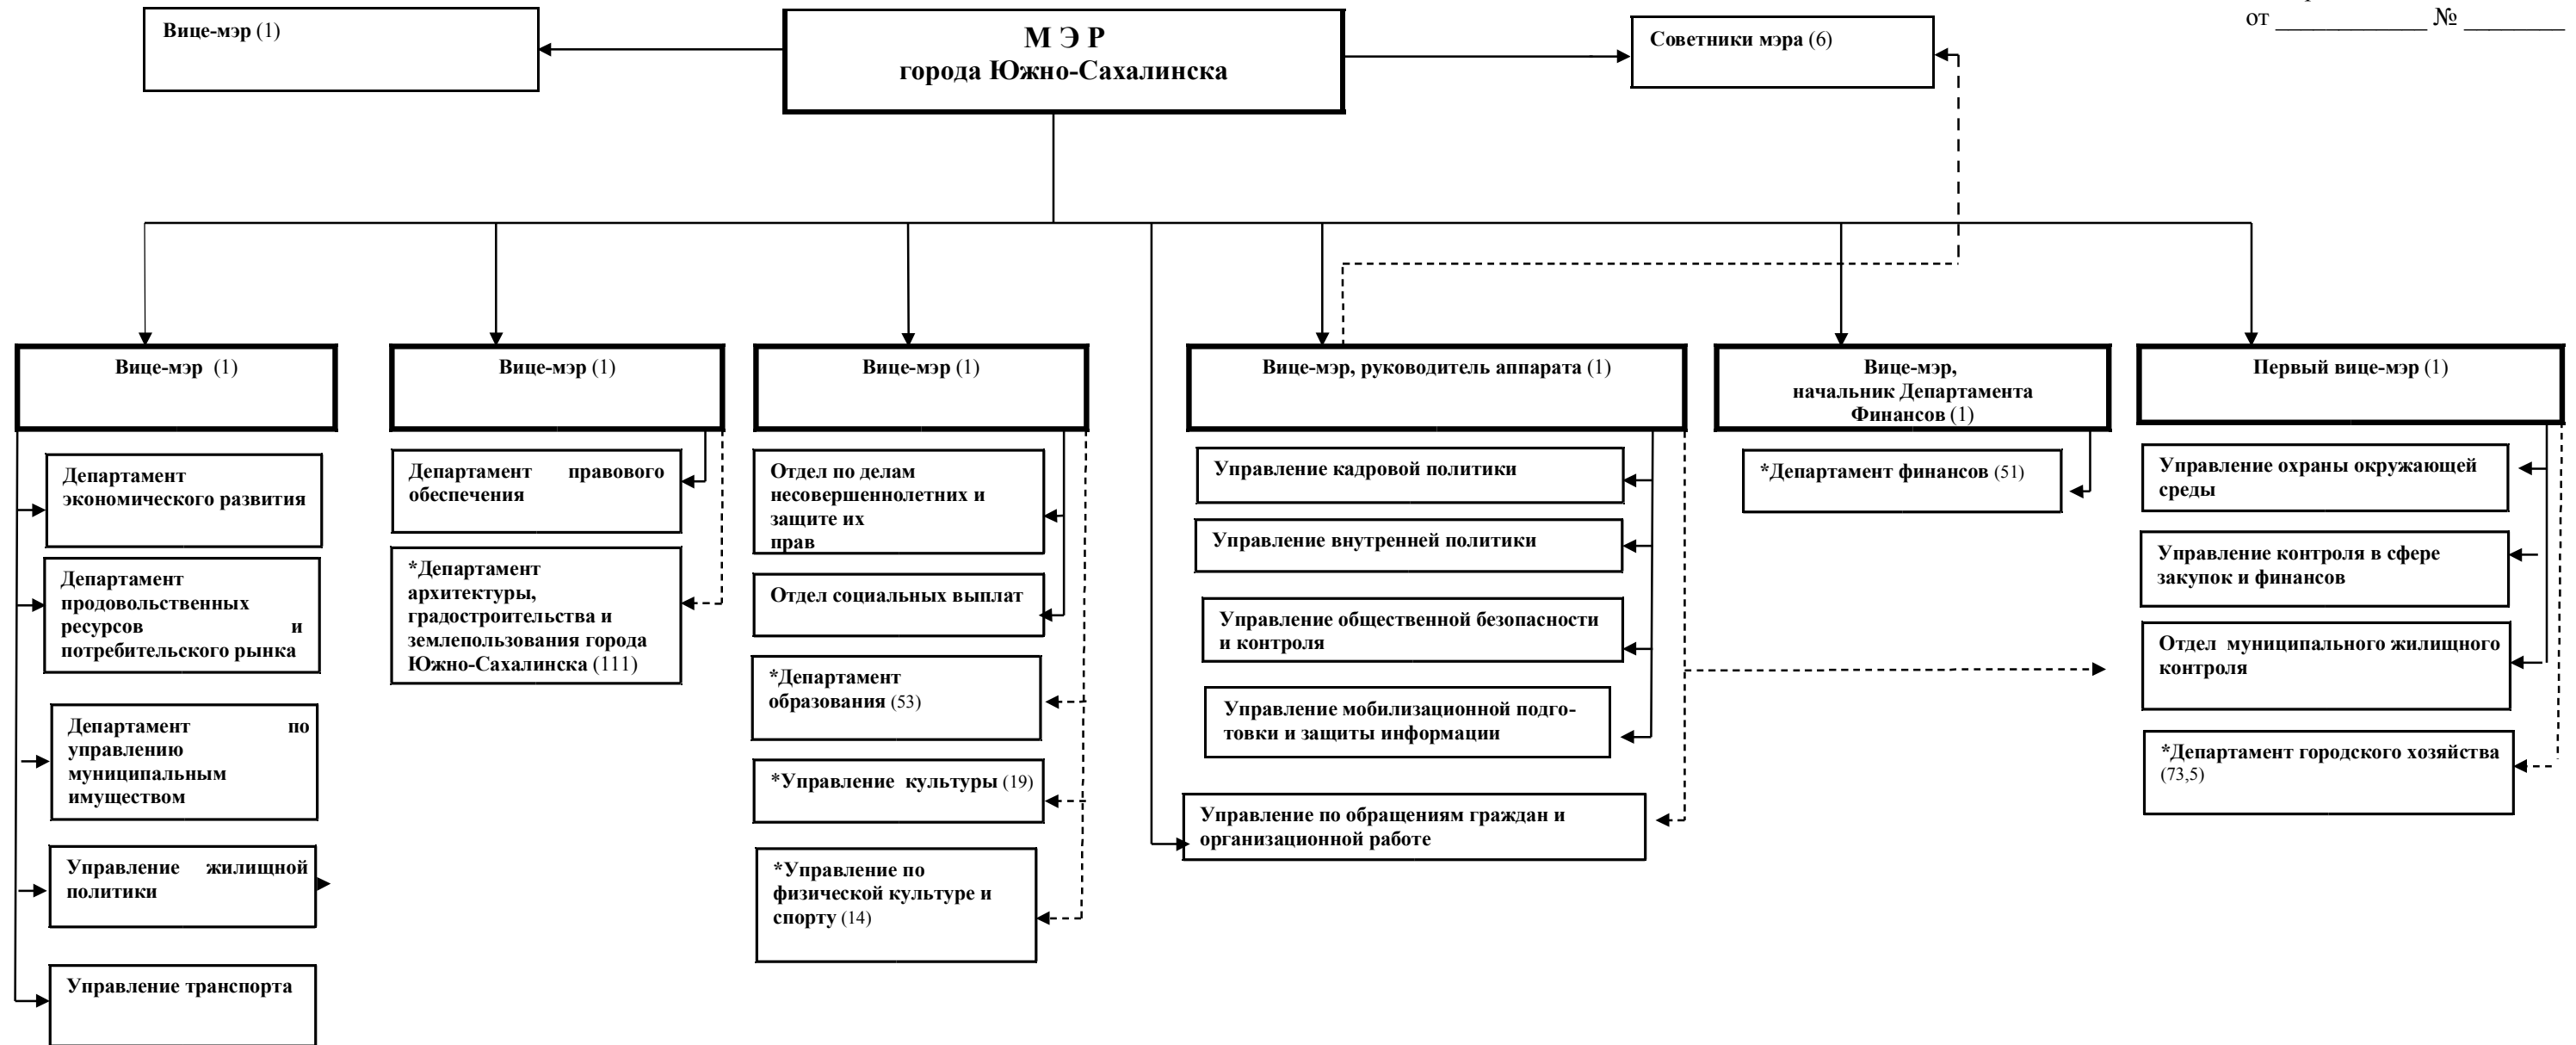 от ____________ № ________
Вице-мэр (1)
М Э Р
города Южно-Сахалинска
Советники мэра (6)
Вице-мэр (1)
Департамент
экономического развития
Департамент
продовольственных
ресурсов и
потребительского рынка
Департамент по
управлению
муниципальным
имуществом
Управление жилищной
политики
Управление транспорта
Вице-мэр (1)
Департамент правового
обеспечения
*Департамент
архитектуры,
градостроительства и
землепользования города
Южно-Сахалинска (111)
Вице-мэр (1)
Отдел по делам
несовершеннолетних и
защите их
прав
Отдел социальных выплат
*Департамент
образования (53)
*Управление культуры (19)
*Управление по
физической культуре и
спорту (14)
Вице-мэр, руководитель аппарата (1)
Управление кадровой политики
Управление внутренней политики
Управление общественной безопасности
и контроля
Управление мобилизационной подго-
товки и защиты информации
Управление по обращениям граждан и
организационной работе
Вице-мэр,
начальник Департамента
Финансов (1)
*Департамент финансов (51)
Первый вице-мэр (1)
Управление охраны окружающей
среды
Управление контроля в сфере
закупок и финансов
Отдел муниципального жилищного
контроля
*Департамент городского хозяйства
(73,5)